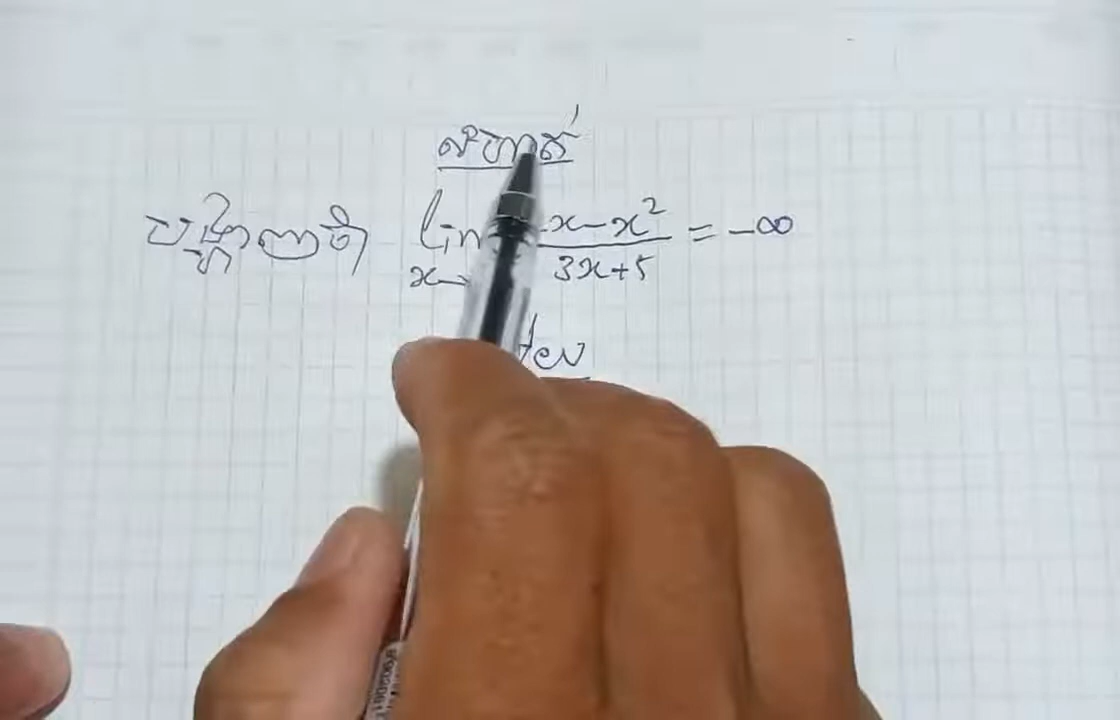 លំហាត់
បង្ហាញថា lim x-x² / 3x+5 = -∞
x